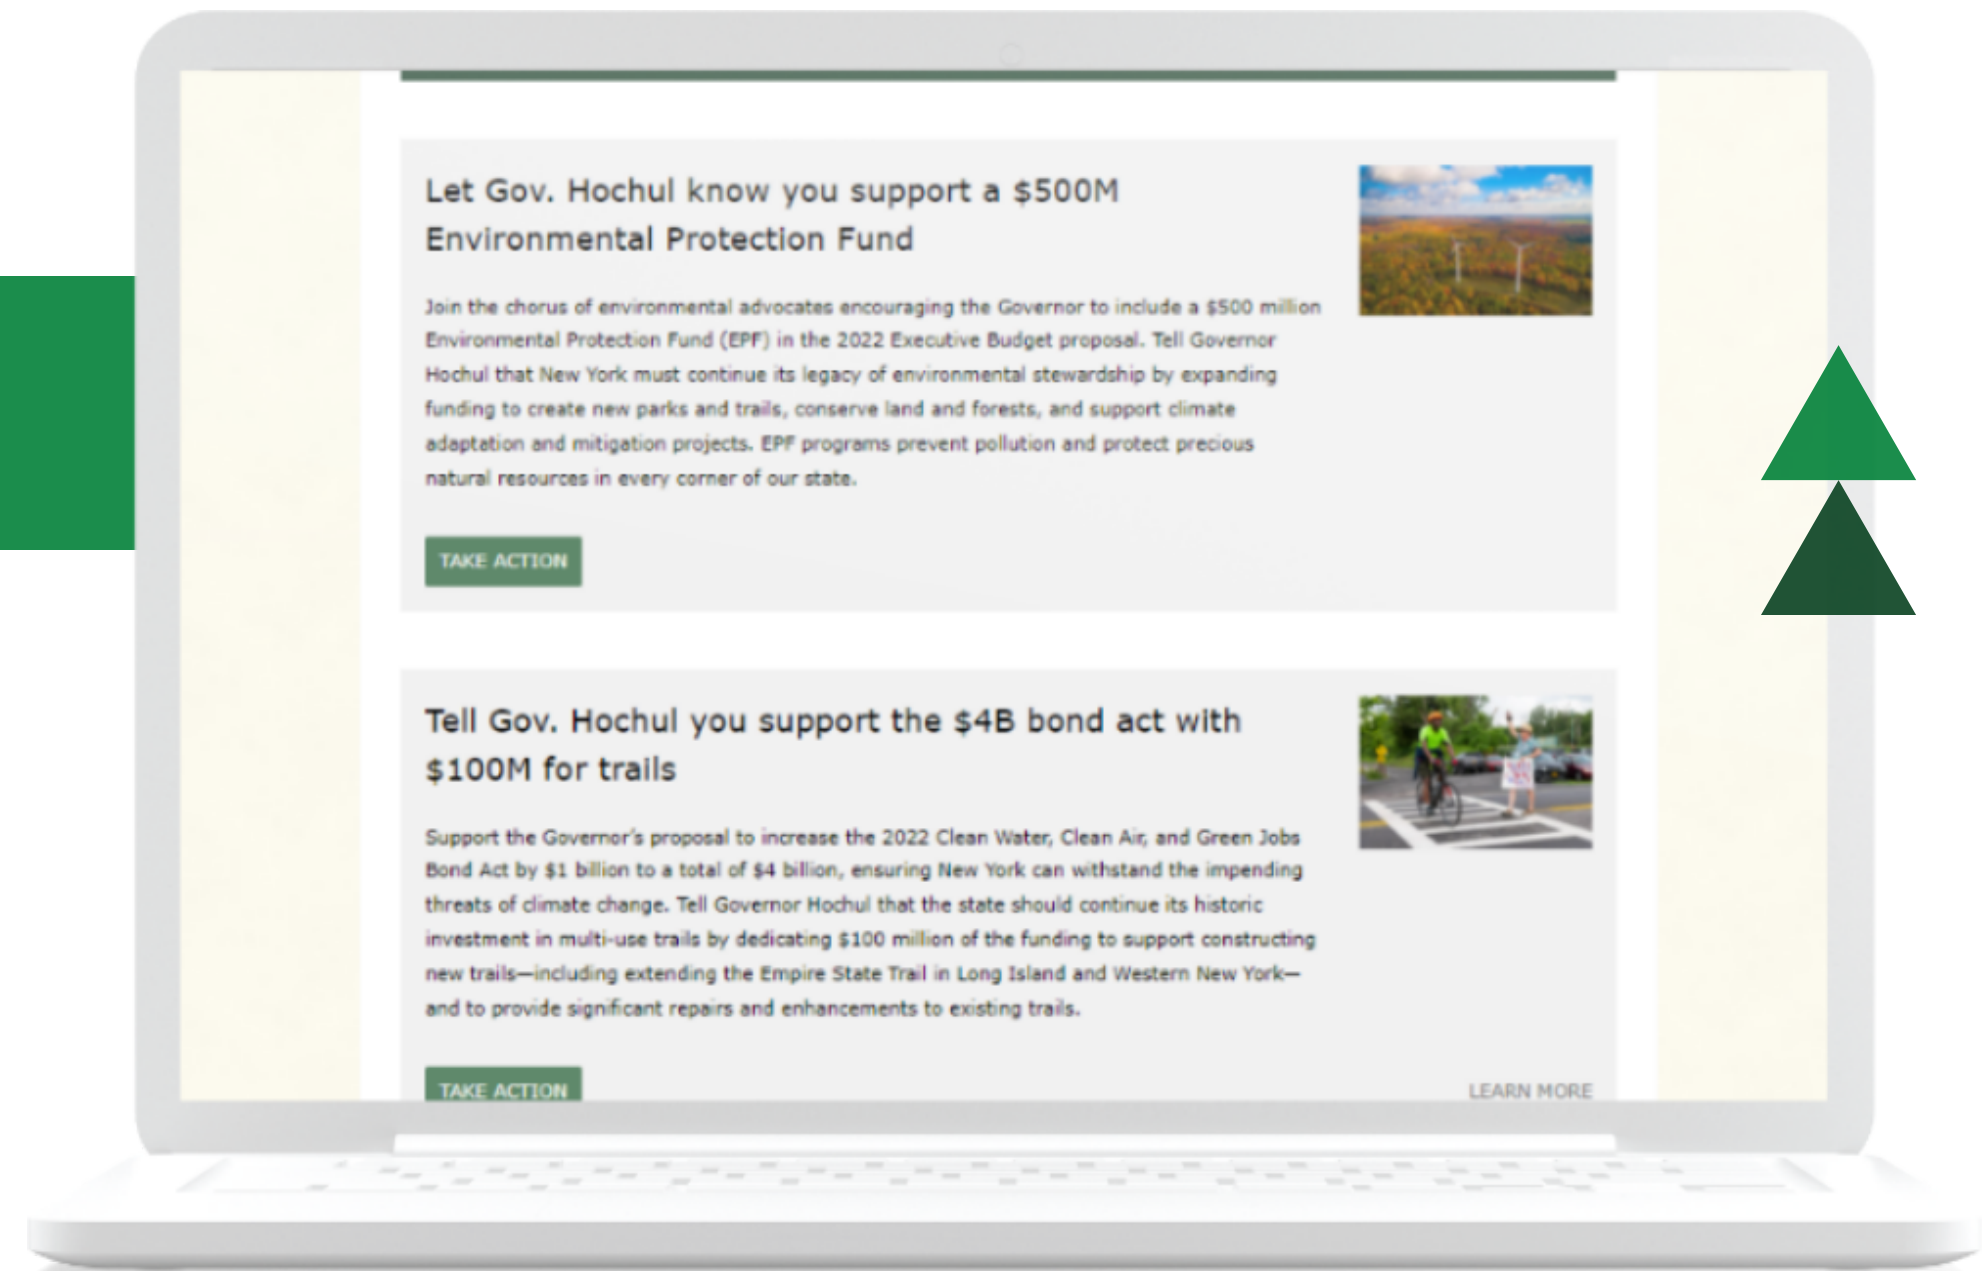 Let Gov. Hochul know you support a $500M
Environmental Protection Fund
Join the chorus of environmental advocates encouraging the Governor to include a $500 million
Environmental Protection Fund (EPF) in the 2022 Executive Budget proposal. Tell Governor
Hochul that New York must continue its legacy of environmental stewardship by expanding
funding to create new parks and trails, conserve land and forests, and support climate
adaptation and mitigation projects. EPF programs prevent pollution and protect precious
natural resources in every corner of our state.
TAKE ACTION
Tell Gov. Hochul you support the $4B bond act with
$100M for trails
Support the Governor’s proposal to increase the 2022 Clean Water, Clean Air, and Green Jobs
Bond Act by $1 billion to a total of $4 billion, ensuring New York can withstand the impending
threats of climate change. Tell Governor Hochul that the state should continue its historic
investment in multi-use trails by dedicating $100 million of the funding to support constructing
new trails—including extending the Empire State Trail in Long Island and Western New York—
and to provide significant repairs and enhancements to existing trails.
TAKE ACTION
LEARN MORE